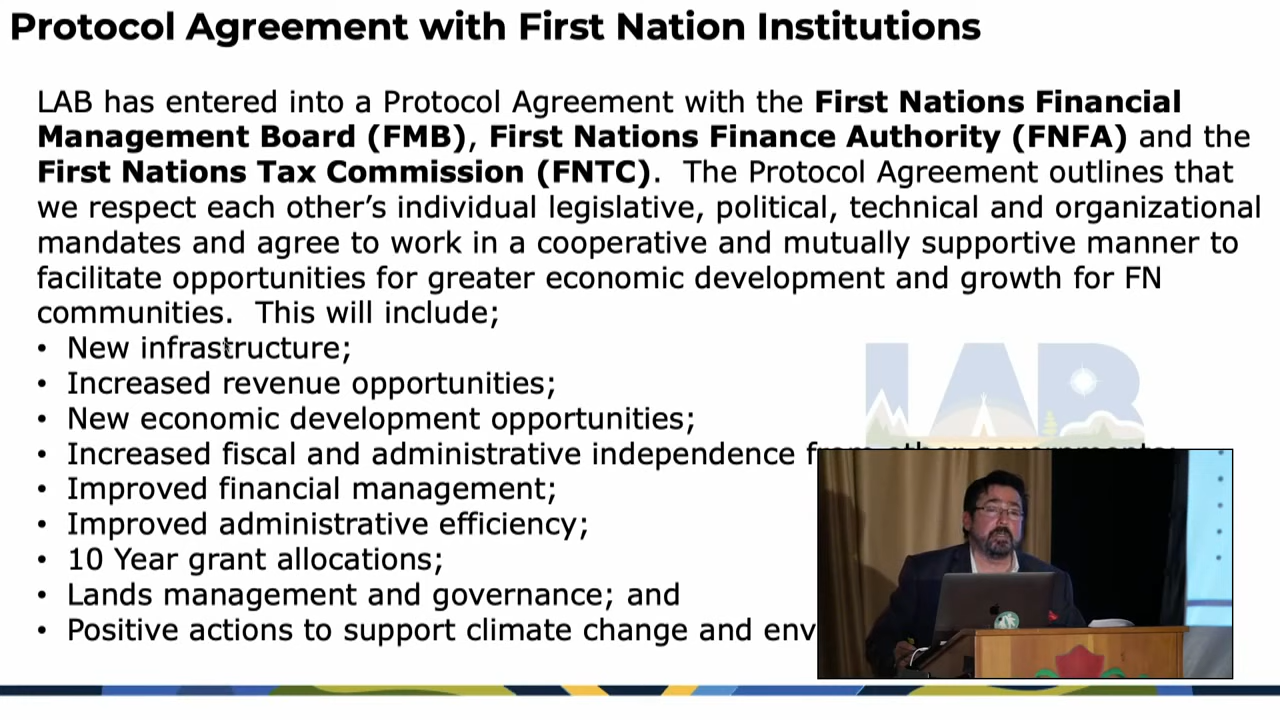 Protocol Agreement with First Nation Institutions
LAB has entered into a Protocol Agreement with the First Nations Financial
Management Board (FMB), First Nations Finance Authority (FNFA) and the
First Nations Tax Commission (FNTC).  The Protocol Agreement outlines that
we respect each other’s individual legislative, political, technical and organizational
mandates and agree to work in a cooperative and mutually supportive manner to
facilitate opportunities for greater economic development and growth for FN
communities.  This will include;
• New infrastructure;
• Increased revenue opportunities;
• New economic development opportunities;
LAB
• Increased fiscal and administrative independence from other governments;
• Improved financial management;
• Improved administrative efficiency;
• 10 Year grant allocations;
• Lands management and governance; and
• Positive actions to support climate change and env